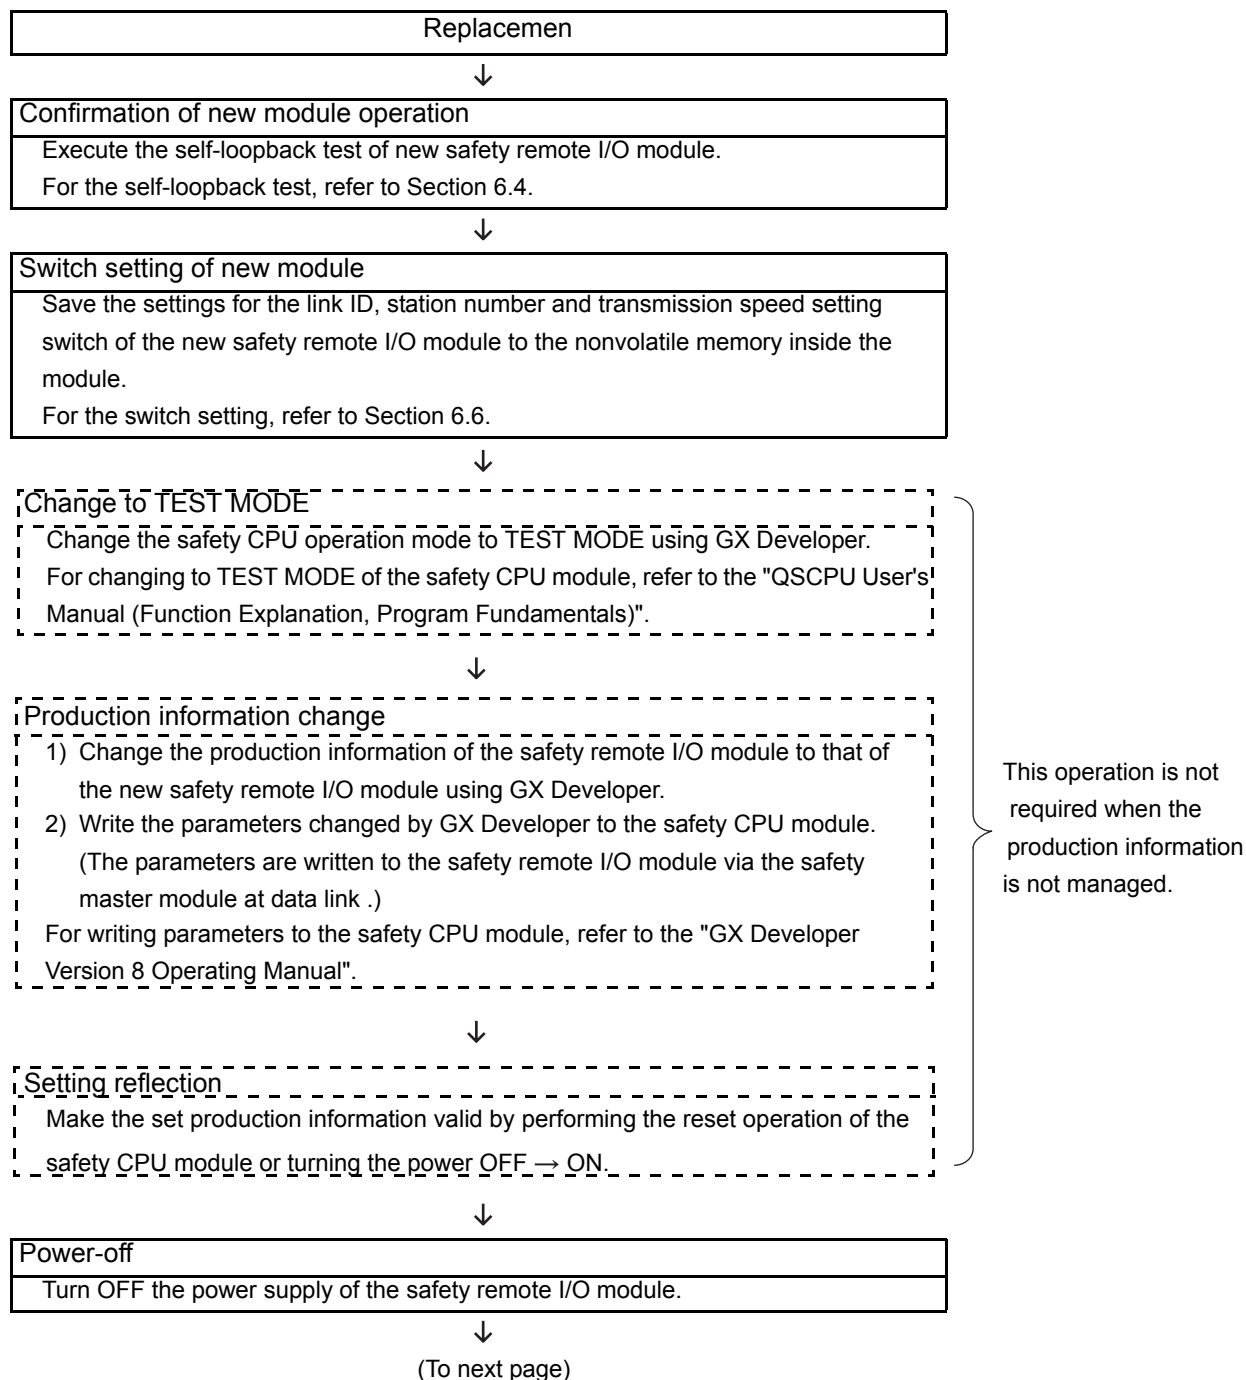 Replacemen
↓
Confirmation of new module operation
Execute the self-loopback test of new safety remote I/O module.
For the self-loopback test, refer to Section 6.4.
↓
Switch setting of new module
Save the settings for the link ID, station number and transmission speed setting
switch of the new safety remote I/O module to the nonvolatile memory inside the
module.
For the switch setting, refer to Section 6.6.
↓
Change to TEST MODE
Change the safety CPU operation mode to TEST MODE using GX Developer.
For changing to TEST MODE of the safety CPU module, refer to the "QSCPU User's
Manual (Function Explanation, Program Fundamentals)".
↓
Production information change
1) Change the production information of the safety remote I/O module to that of
the new safety remote I/O module using GX Developer.
2) Write the parameters changed by GX Developer to the safety CPU module.
(The parameters are written to the safety remote I/O module via the safety
master module at data link .)
For writing parameters to the safety CPU module, refer to the "GX Developer
Version 8 Operating Manual".
↓
Setting reflection
Make the set production information valid by performing the reset operation of the
safety CPU module or turning the power OFF → ON.
This operation is not
required when the
production information
is not managed.
↓
Power-off
Turn OFF the power supply of the safety remote I/O module.
↓
(To next page)